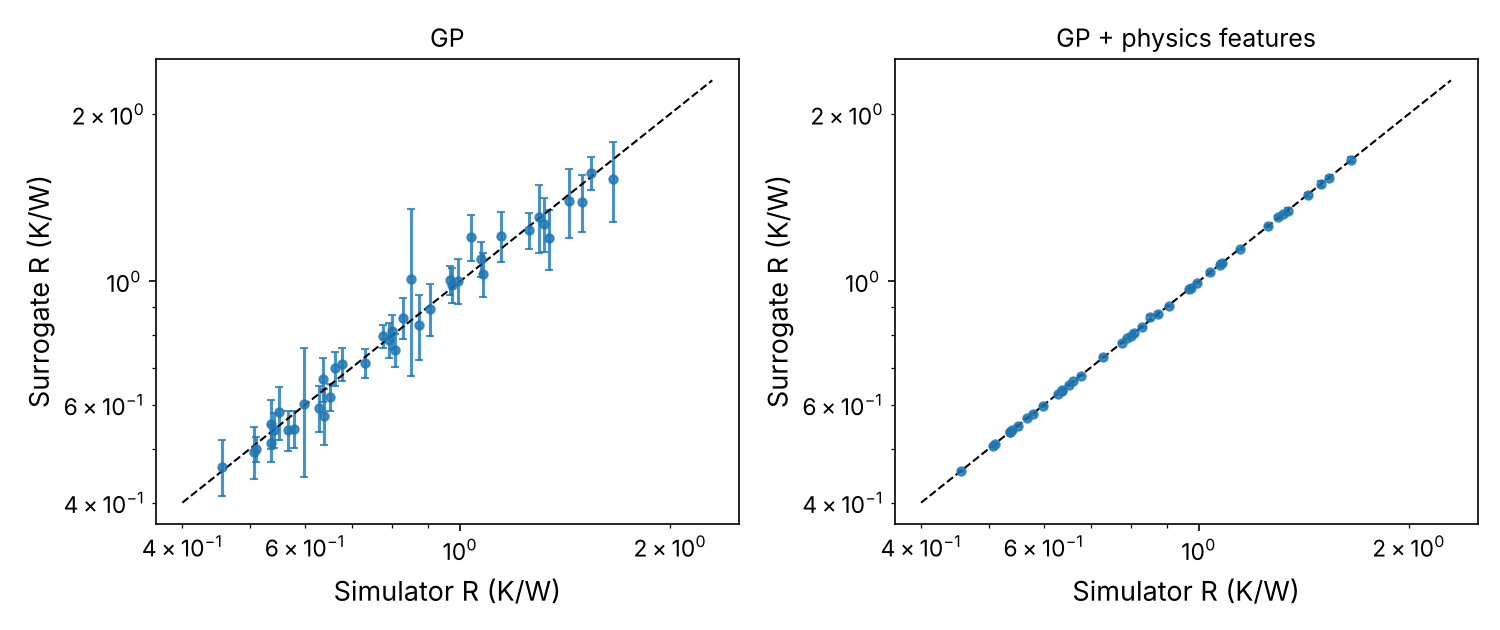 GP
Surrogate R (K/W)
2 × 10⁰
10⁰
6 × 10⁻¹
4 × 10⁻¹
4 × 10⁻¹ 6 × 10⁻¹ 10⁰ 2 × 10⁰
Simulator R (K/W)
GP + physics features
Surrogate R (K/W)
2 × 10⁰
10⁰
6 × 10⁻¹
4 × 10⁻¹
4 × 10⁻¹ 6 × 10⁻¹ 10⁰ 2 × 10⁰
Simulator R (K/W)